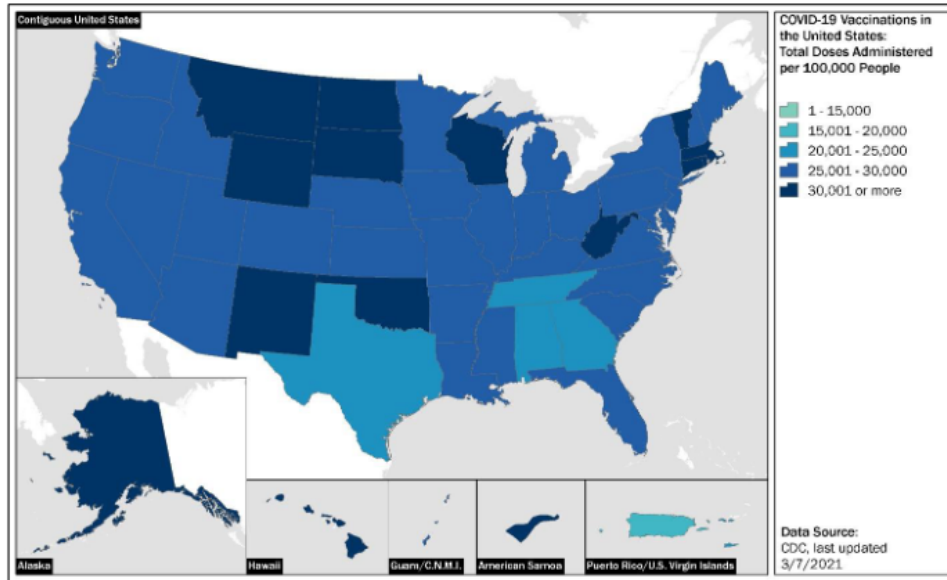 Contiguous United States
COVID-19 Vaccinations in
the United States:
Total Doses Administered
per 100,000 People
1 - 15,000
15,001 - 20,000
20,001 - 25,000
25,001 - 30,000
30,001 or more
Alaska
Hawaii
Guam/C.N.M.I.
American Samoa
Puerto Rico/U.S. Virgin Islands
Data Source:
CDC, last updated
3/7/2021